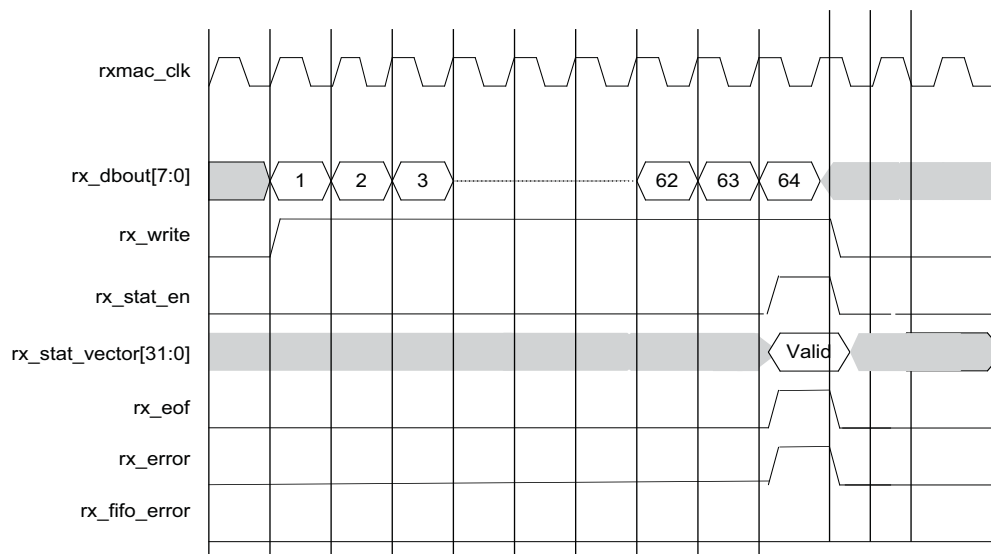 rxmac_clk
rx_dbout[7:0] 1 2 3 62 63 64
rx_write
rx_stat_en
rx_stat_vector[31:0] Valid
rx_eof
rx_error
rx_fifo_error